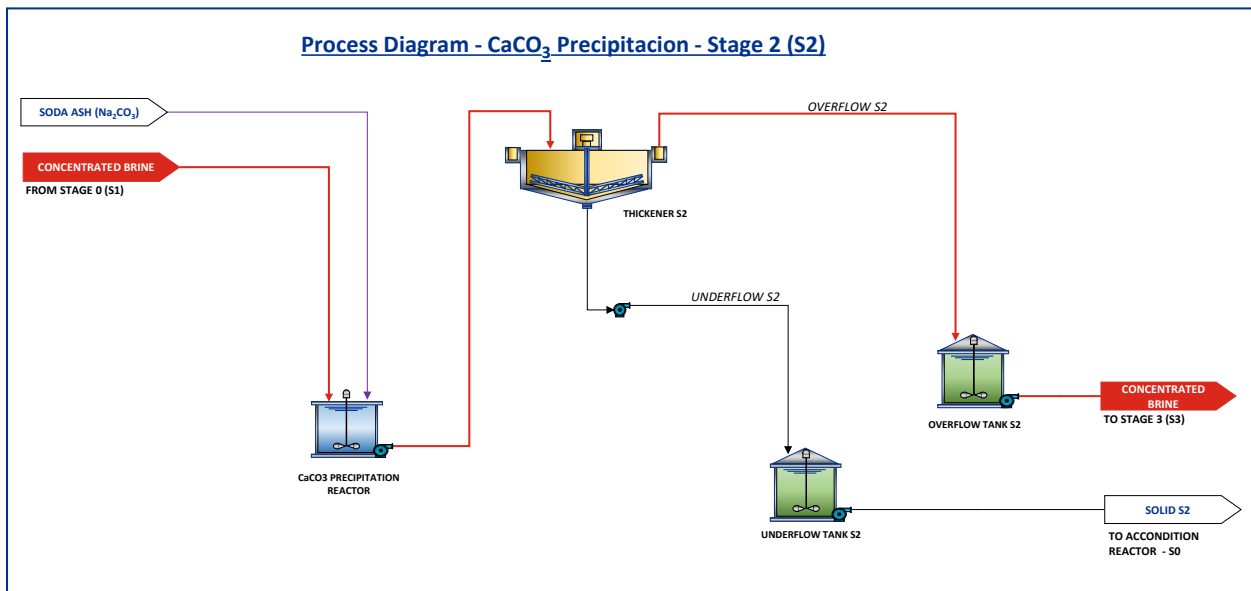 Process Diagram - CaCO3 Precipitacion - Stage 2 (S2)
SODA ASH (Na2CO3)
CONCENTRATED BRINE
FROM STAGE 0 (S1)
OVERFLOW S2
THICKENER S2
UNDERFLOW S2
CaCO3 PRECIPITATION
REACTOR
OVERFLOW TANK S2
CONCENTRATED
BRINE
TO STAGE 3 (S3)
UNDERFLOW TANK S2
SOLID S2
TO ACCONDITION
REACTOR - S0